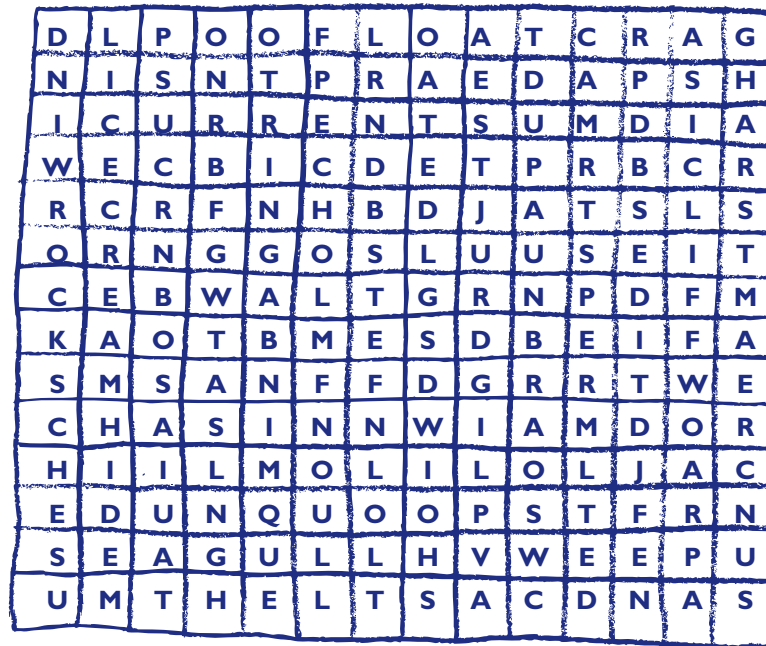 D L P O O F L O A T C R A G
N I S N T P R A E D A P S H
I C U R R E N T S U M D I A
W E C B I C D E T P R B C R
R C R F N H B D J A T S L S
O R N G G O S L U U S E I T
C E B W A L T G R N P D F M
K A O T B M E S D B E I F A
S M S A N F F D G R R T W E
C H A S I N N W I A M D O R
H I I L M O L I L O L J A C
E D U N Q U O O P S T F R N
S E A G U L L H V W E E P U
U M T H E L T S A C D N A S